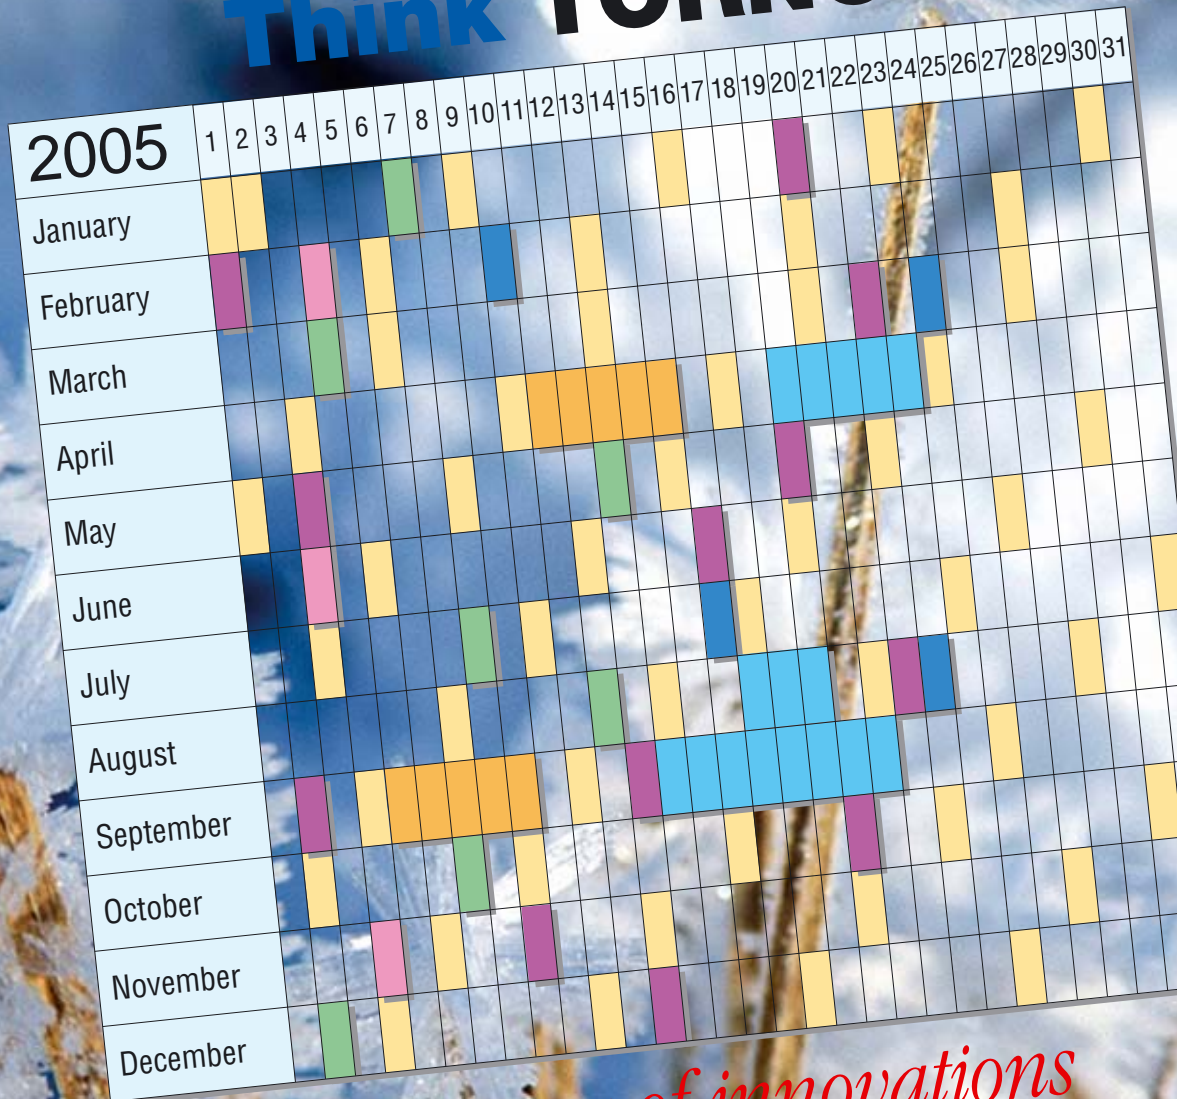 Think
2005 1 2 3 4 5 6 7 8 9 10 11 12 13 14 15 16 17 18 19 20 21 22 23 24 25 26 27 28 29 30 31
January
February
March
April
May
June
July
August
September
October
November
December
of innovations